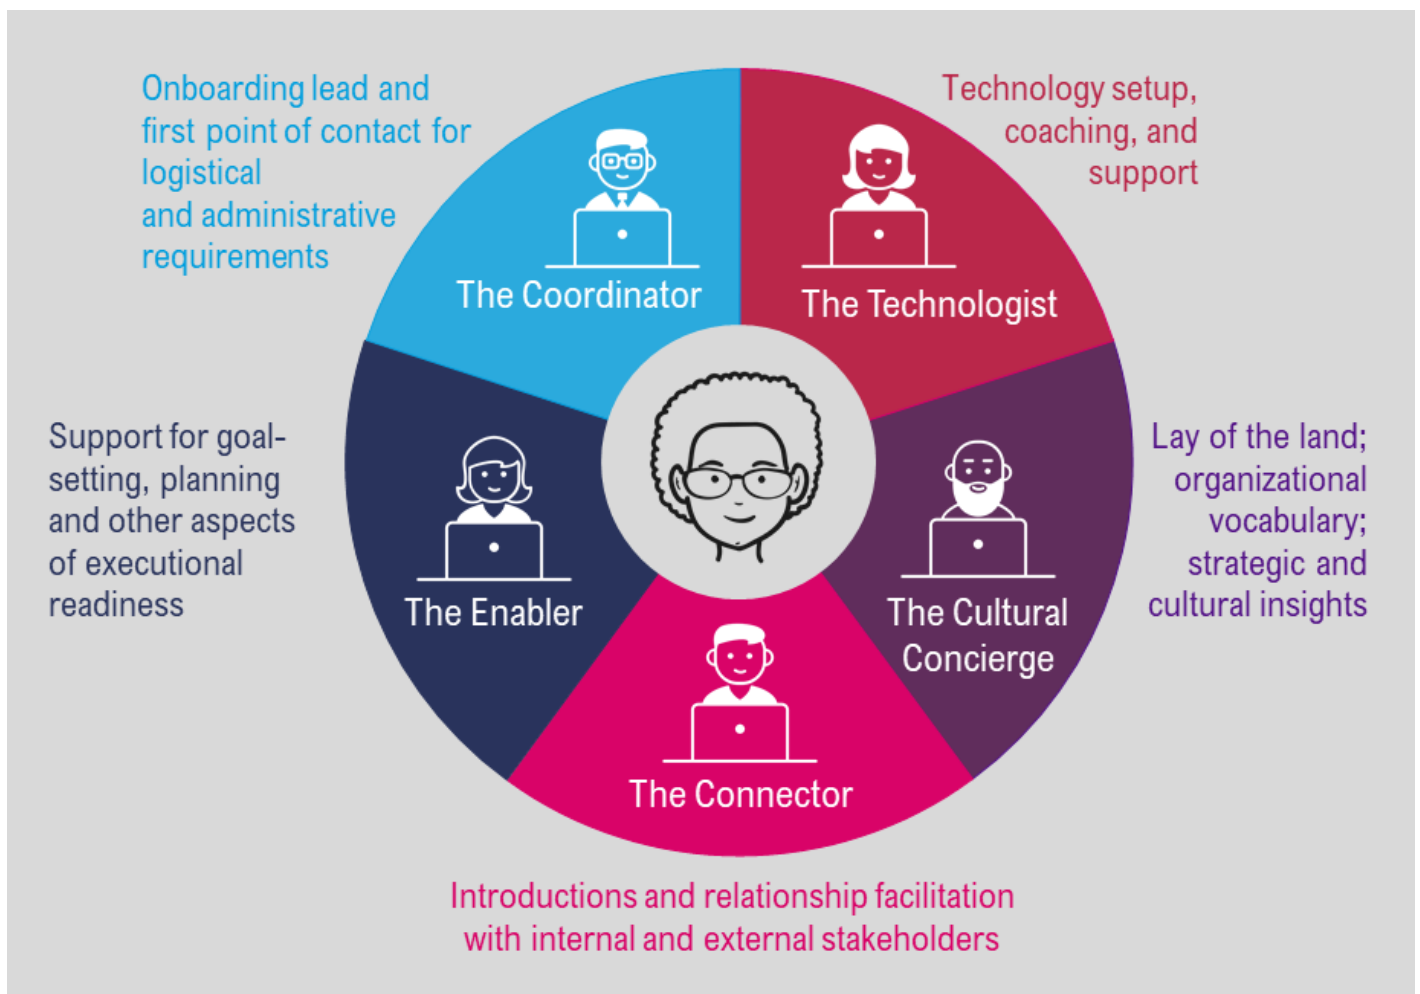 Onboarding lead and
first point of contact for
logistical
and administrative
requirements
The Coordinator
Technology setup,
coaching, and
support
The Technologist
Lay of the land;
organizational
vocabulary;
strategic and
cultural insights
The Cultural
Concierge
Introductions and relationship facilitation
with internal and external stakeholders
The Connector
Support for goal-
setting, planning
and other aspects
of executional
readiness
The Enabler